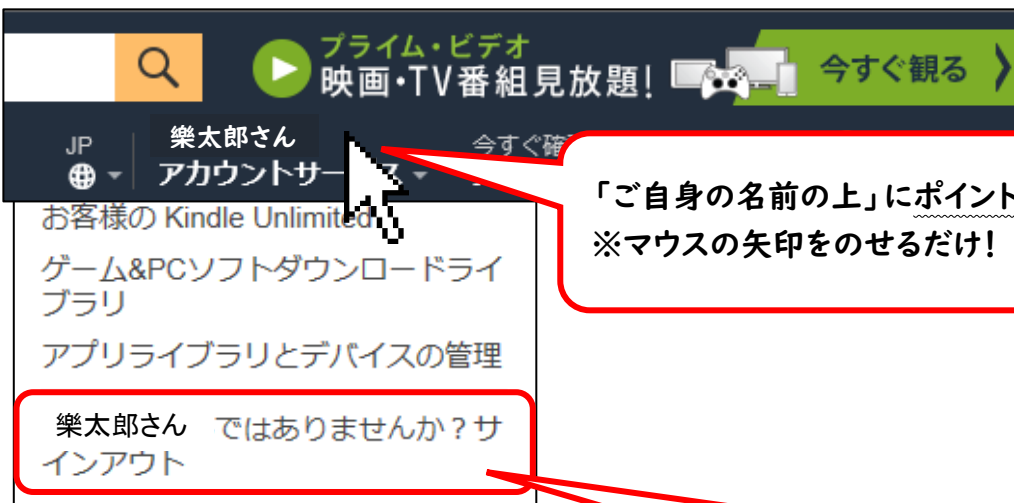 プライム・ビデオ
映画・TV番組見放題!
今すぐ観る
JP
樂太郎さん
今すぐ確
アカウントサー ス
「ご自身の名前の上」にポイント
※マウスの矢印をのせるだけ!
お客様の Kindle Unlimited
ゲーム&PCソフトダウンロードライ
ブラリ
アプリライブラリとデバイスの管理
樂太郎さん ではありませんか?サ
インアウト